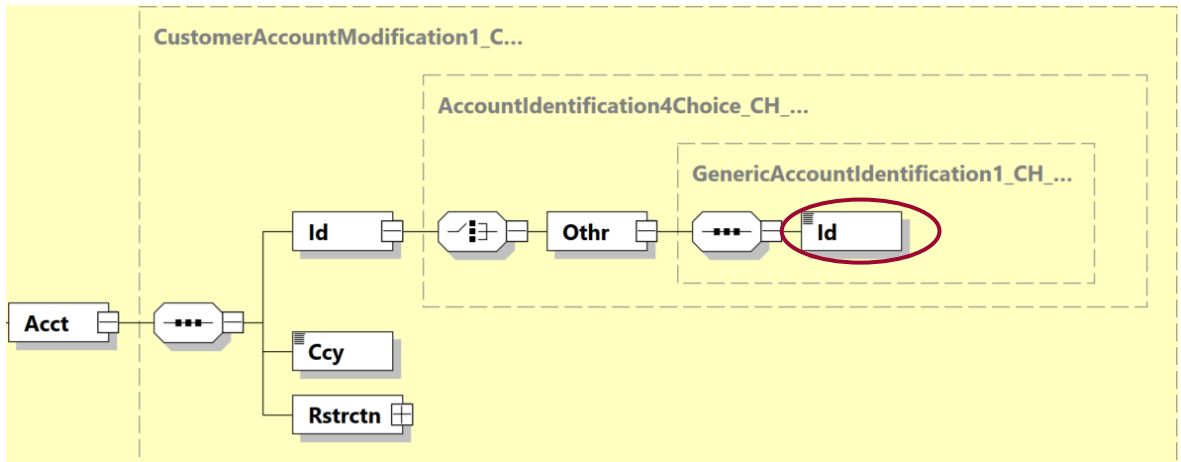 CustomerAccountModification1_C...
AccountIdentification4Choice_CH_...
GenericAccountIdentification1_CH_...
Id
Othr
Id
Acct
Ccy
Rstrctn